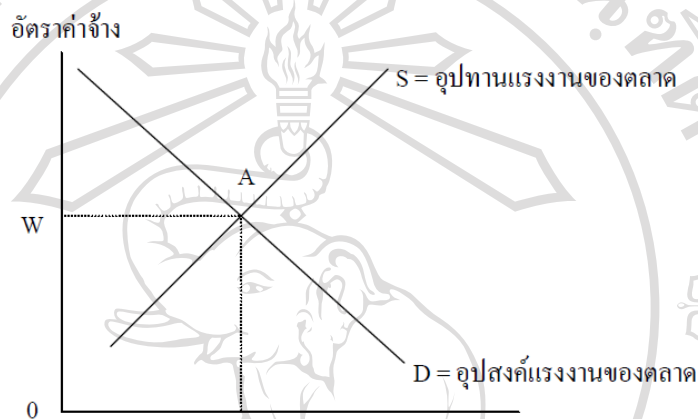 อัตราค่าจ้าง
S = อุปทานแรงงานของตลาด
A
W
D = อุปสงค์แรงงานของตลาด
0